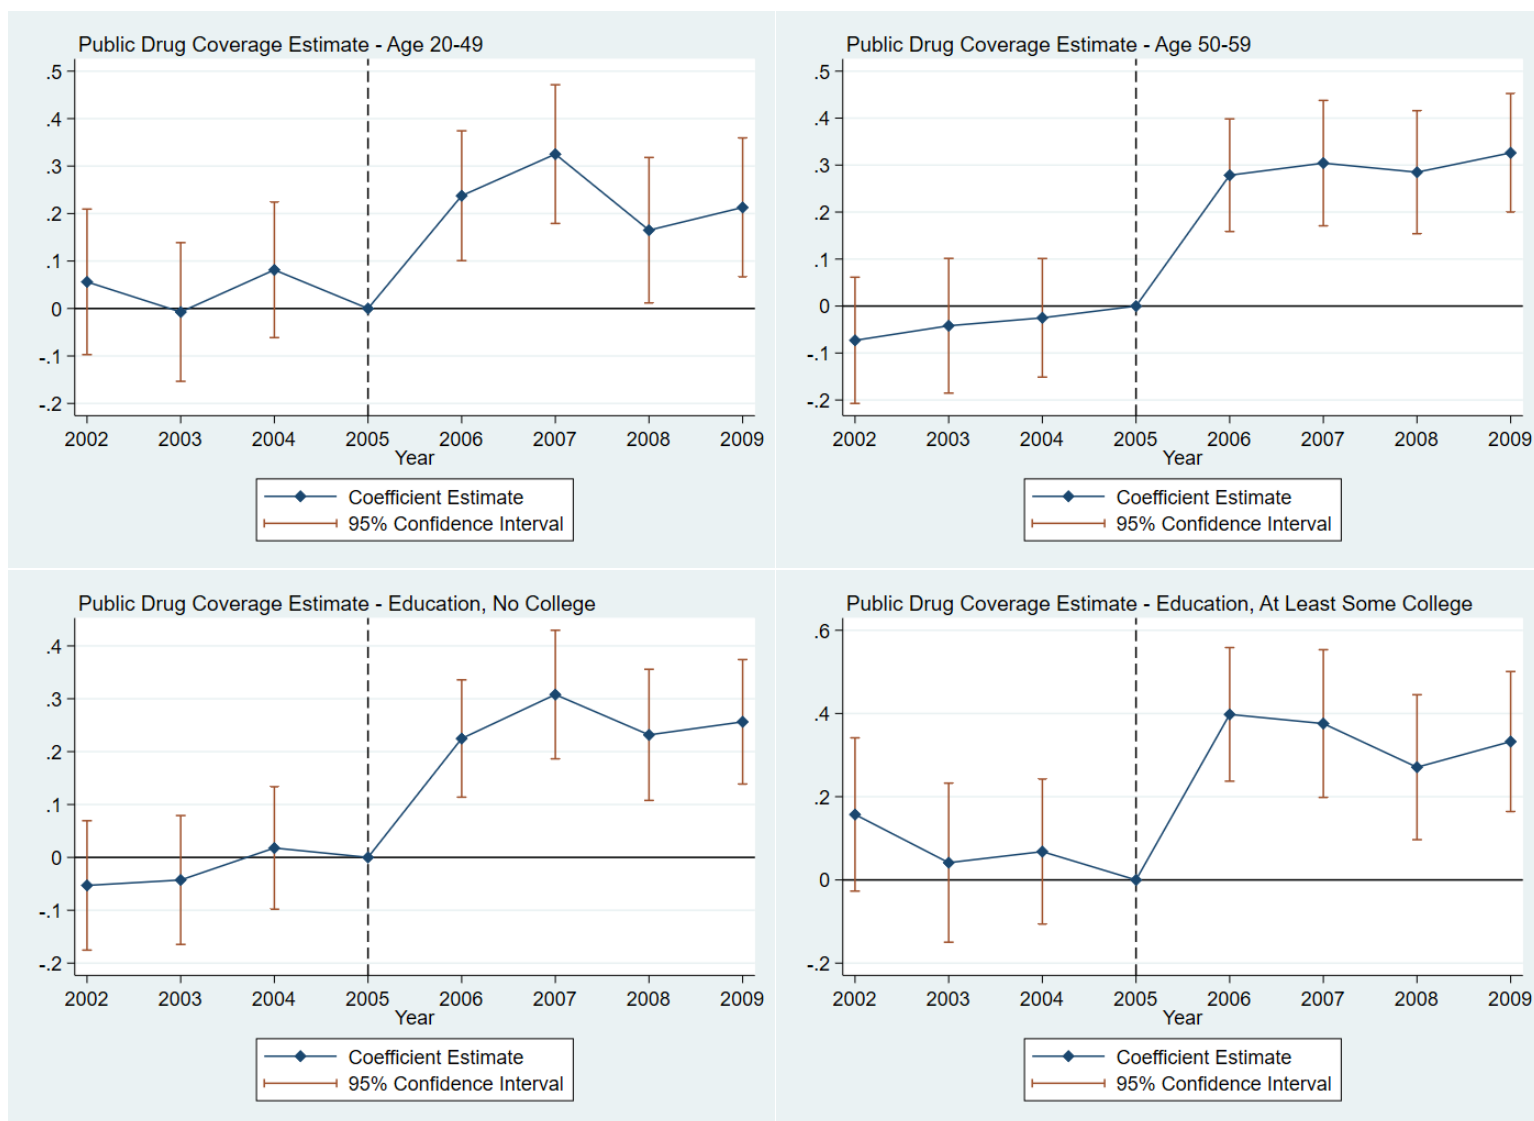 Public Drug Coverage Estimate - Age 20-49
.5
.4
.3
.2
.1
0
-.1
-.2
2002 2003 2004 2005 2006 2007 2008 2009
Year
Coefficient Estimate
95% Confidence Interval
Public Drug Coverage Estimate - Age 50-59
.5
.4
.3
.2
.1
0
-.1
-.2
2002 2003 2004 2005 2006 2007 2008 2009
Year
Coefficient Estimate
95% Confidence Interval
Public Drug Coverage Estimate - Education, No College
.4
.3
.2
.1
0
-.1
-.2
2002 2003 2004 2005 2006 2007 2008 2009
Year
Coefficient Estimate
95% Confidence Interval
Public Drug Coverage Estimate - Education, At Least Some College
.6
.4
.2
0
-.2
2002 2003 2004 2005 2006 2007 2008 2009
Year
Coefficient Estimate
95% Confidence Interval